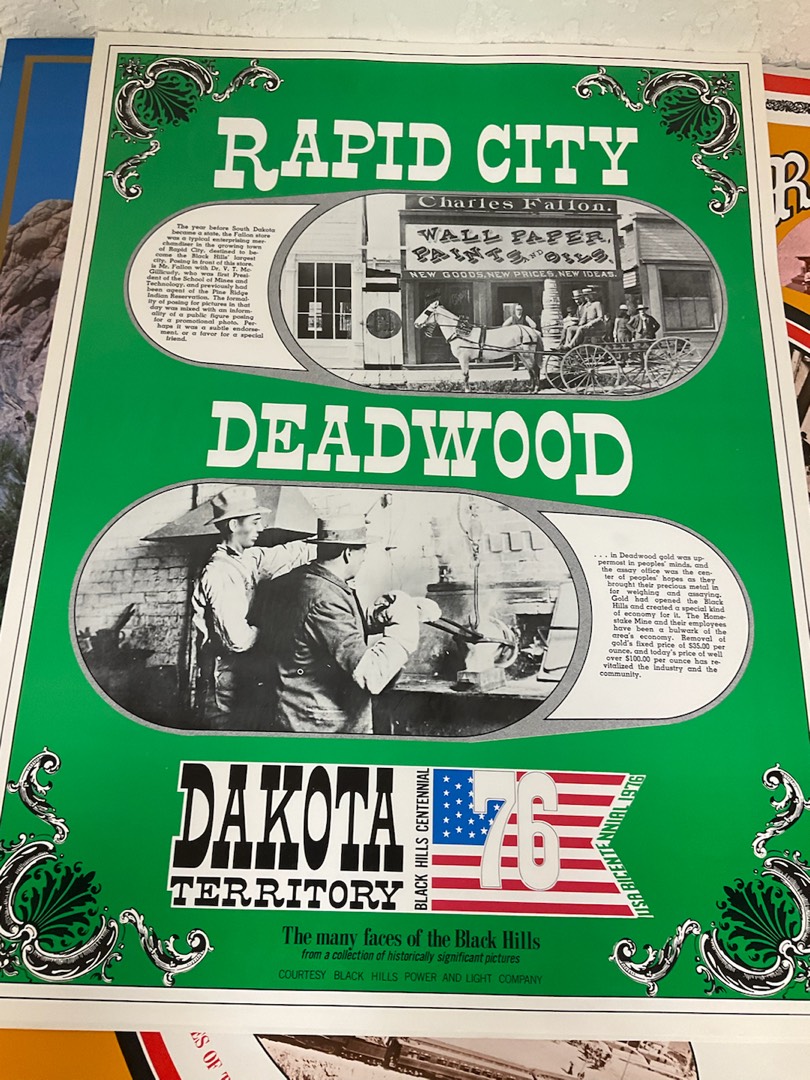 RAPID CITY
The year before South Dakota
became a state, the Fallon store
was a typical enterprising mer-
chandiser in the growing town
of Rapid City, destined to be-
come the Black Hills' largest
city. Posing in front of this store,
is Mr. Fallon with Dr. V. T. Mc-
Gillicudy, who was first Presi-
dent of the School of Mines and
Technology, and previously had
been agent of the Pine Ridge
Indian Reservation. The formal-
ity of posing for pictures in that
day was mixed with an inform-
ality of a public figure posing
for a promotional photo. Per-
haps it was a subtle endorse-
ment, or a favor for a special
friend.
Charles Fallon.
WALL PAPER,
PAINTS, AND OILS.
NEW GOODS, NEW PRICES, NEW IDEAS.
DEADWOOD
. . . in Deadwood gold was up-
permost in peoples' minds, and
the assay office was the cen-
ter of peoples' hopes as they
brought their precious metal in
for weighing and assaying.
Gold had opened the Black
Hills and created a special kind
of economy for it. The Home-
stake Mine and their employees
have been a bulwark of the
area's economy. Removal of
gold's fixed price of $35.00 per
ounce, and today's price of well
over $100.00 per ounce has re-
vitalized the industry and the
community.
DAKOTA
TERRITORY
BLACK HILLS CENTENNIAL
76
USA BICENTENNIAL 1976
The many faces of the Black Hills
from a collection of historically significant pictures
COURTESY BLACK HILLS POWER AND LIGHT COMPANY
ES OF T